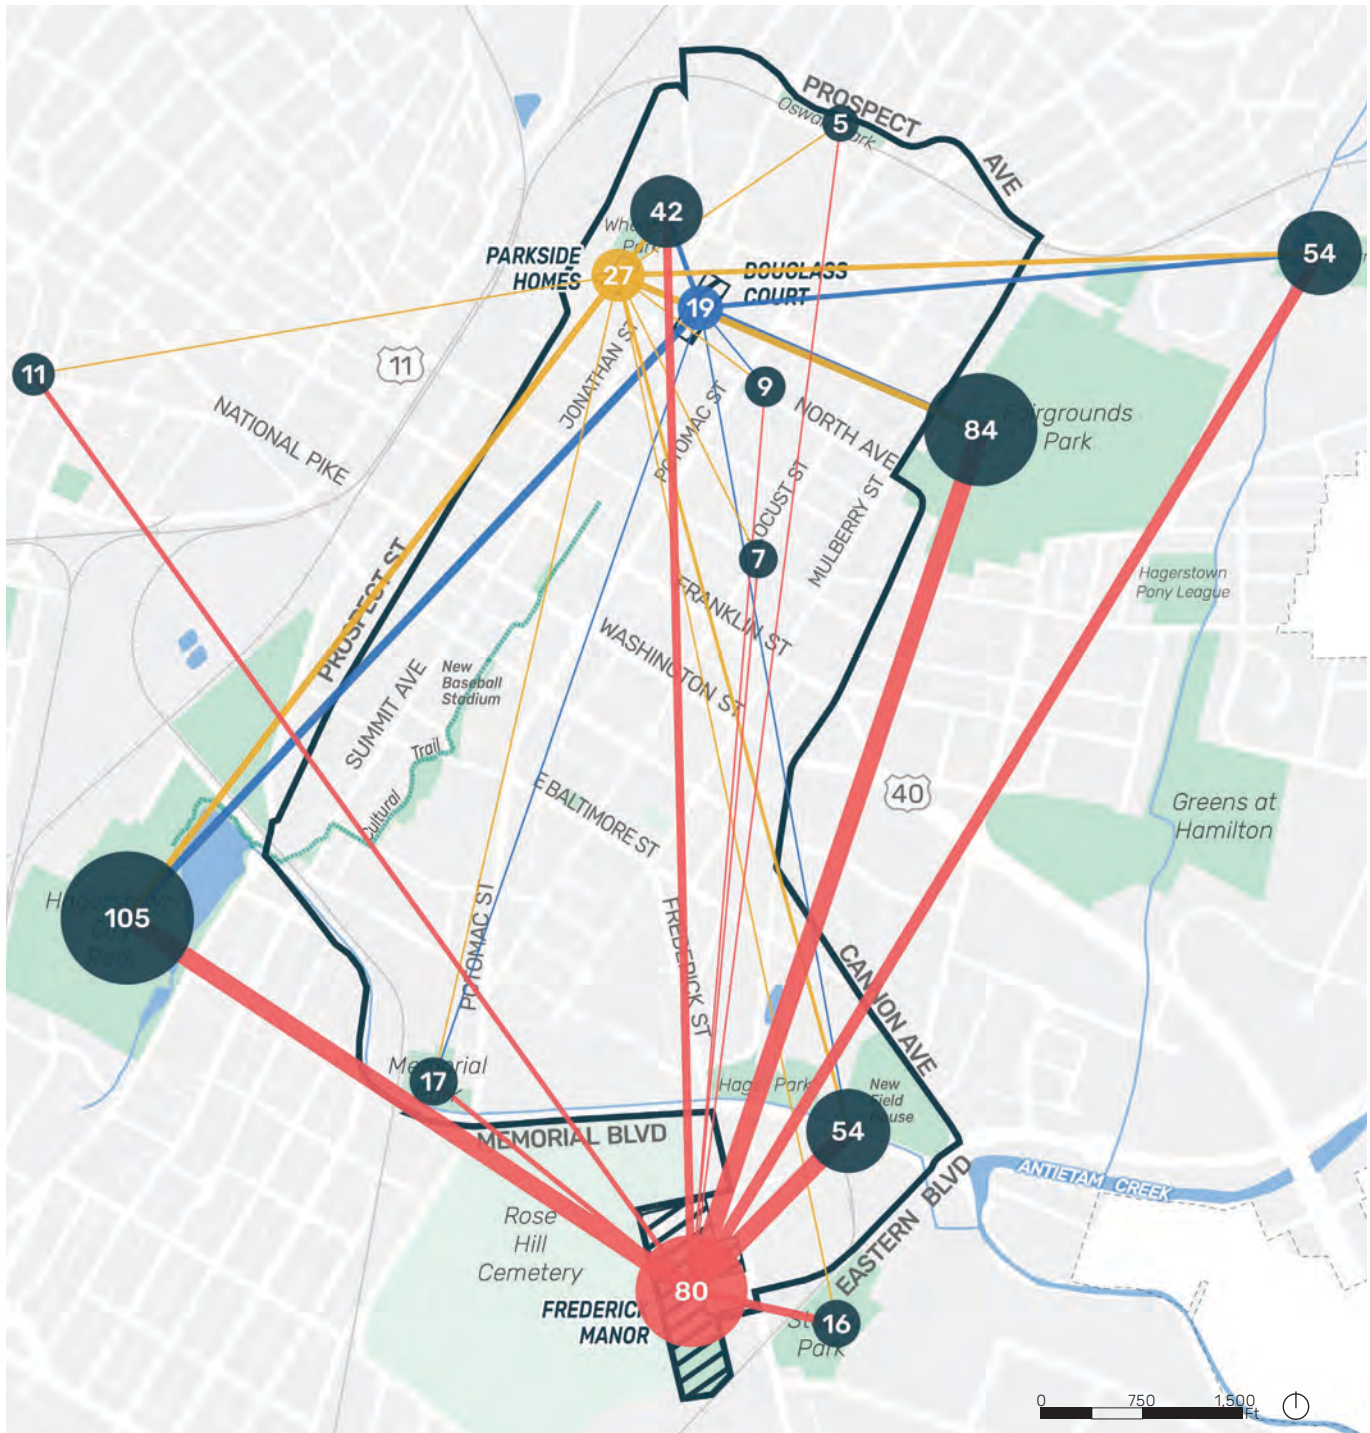 PROSPECT
AVE
5
42
Park
PARKSIDE
HOMES
27
DOUGLASS
COURT
19
54
11
11
9
NATIONAL PIKE
JONATHAN ST
POTOMAC ST
NORTH AVE
84
Fairgrounds
Park
LOCUST ST
MULBERRY ST
7
PROSPECT ST
FRANKLIN ST
WASHINGTON ST
Hagerstown
Pony League
SUMMIT AVE
New
Baseball
Stadium
Trail
Cultural
E BALTIMORE ST
40
Greens at
Hamilton
105
POTOMAC ST
FREDERICK ST
CANNON AVE
Memorial
17
Park
New
Field
House
54
MEMORIAL BLVD
EASTERN BLVD
ANTIETAM CREEK
Rose
Hill
Cemetery
80
FREDERICK
MANOR
16
Park
0
750
1,500
Ft